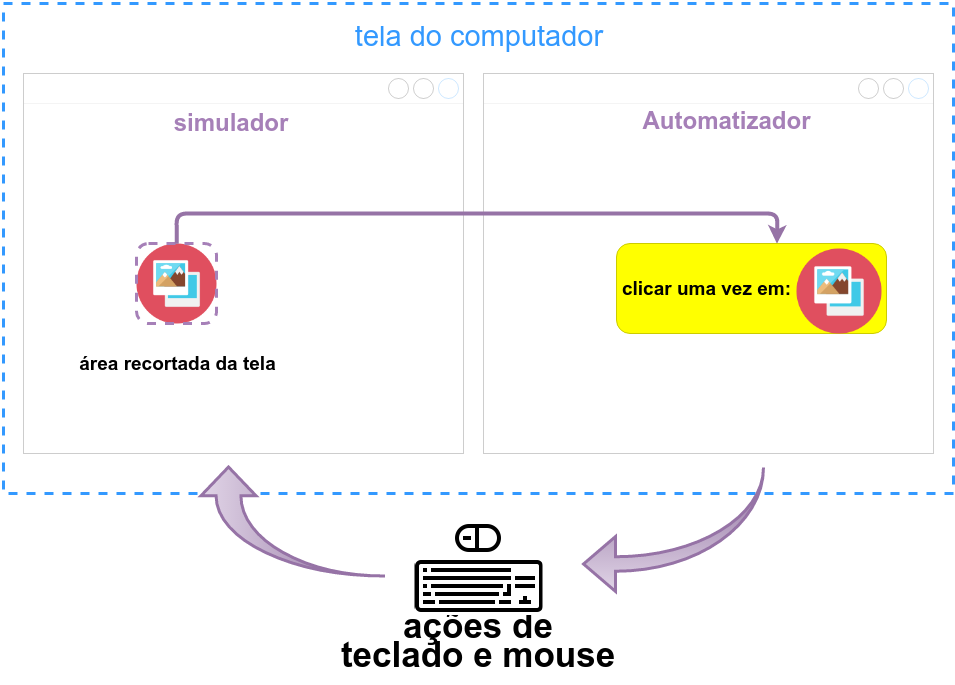 tela do computador
simulador
Automatizador
clicar uma vez em:
área recortada da tela
ações de
teclado e mouse